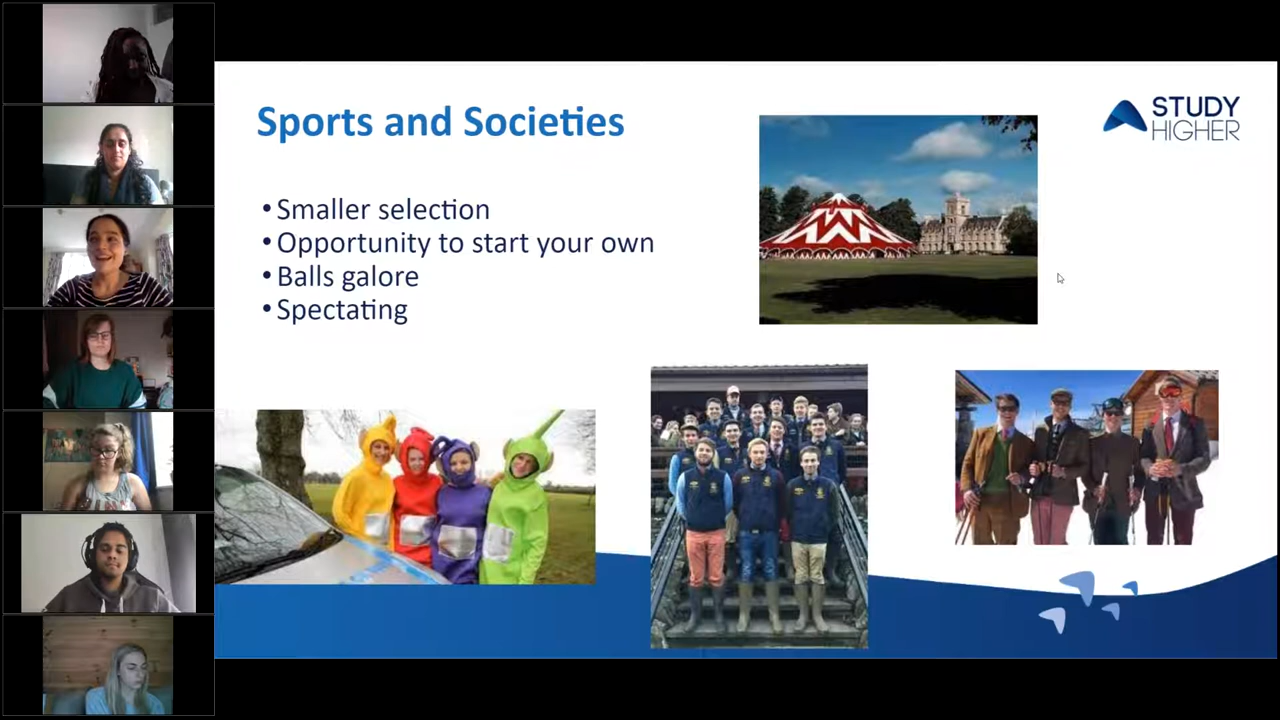 Sports and Societies
STUDY
HIGHER
• Smaller selection
• Opportunity to start your own
• Balls galore
• Spectating